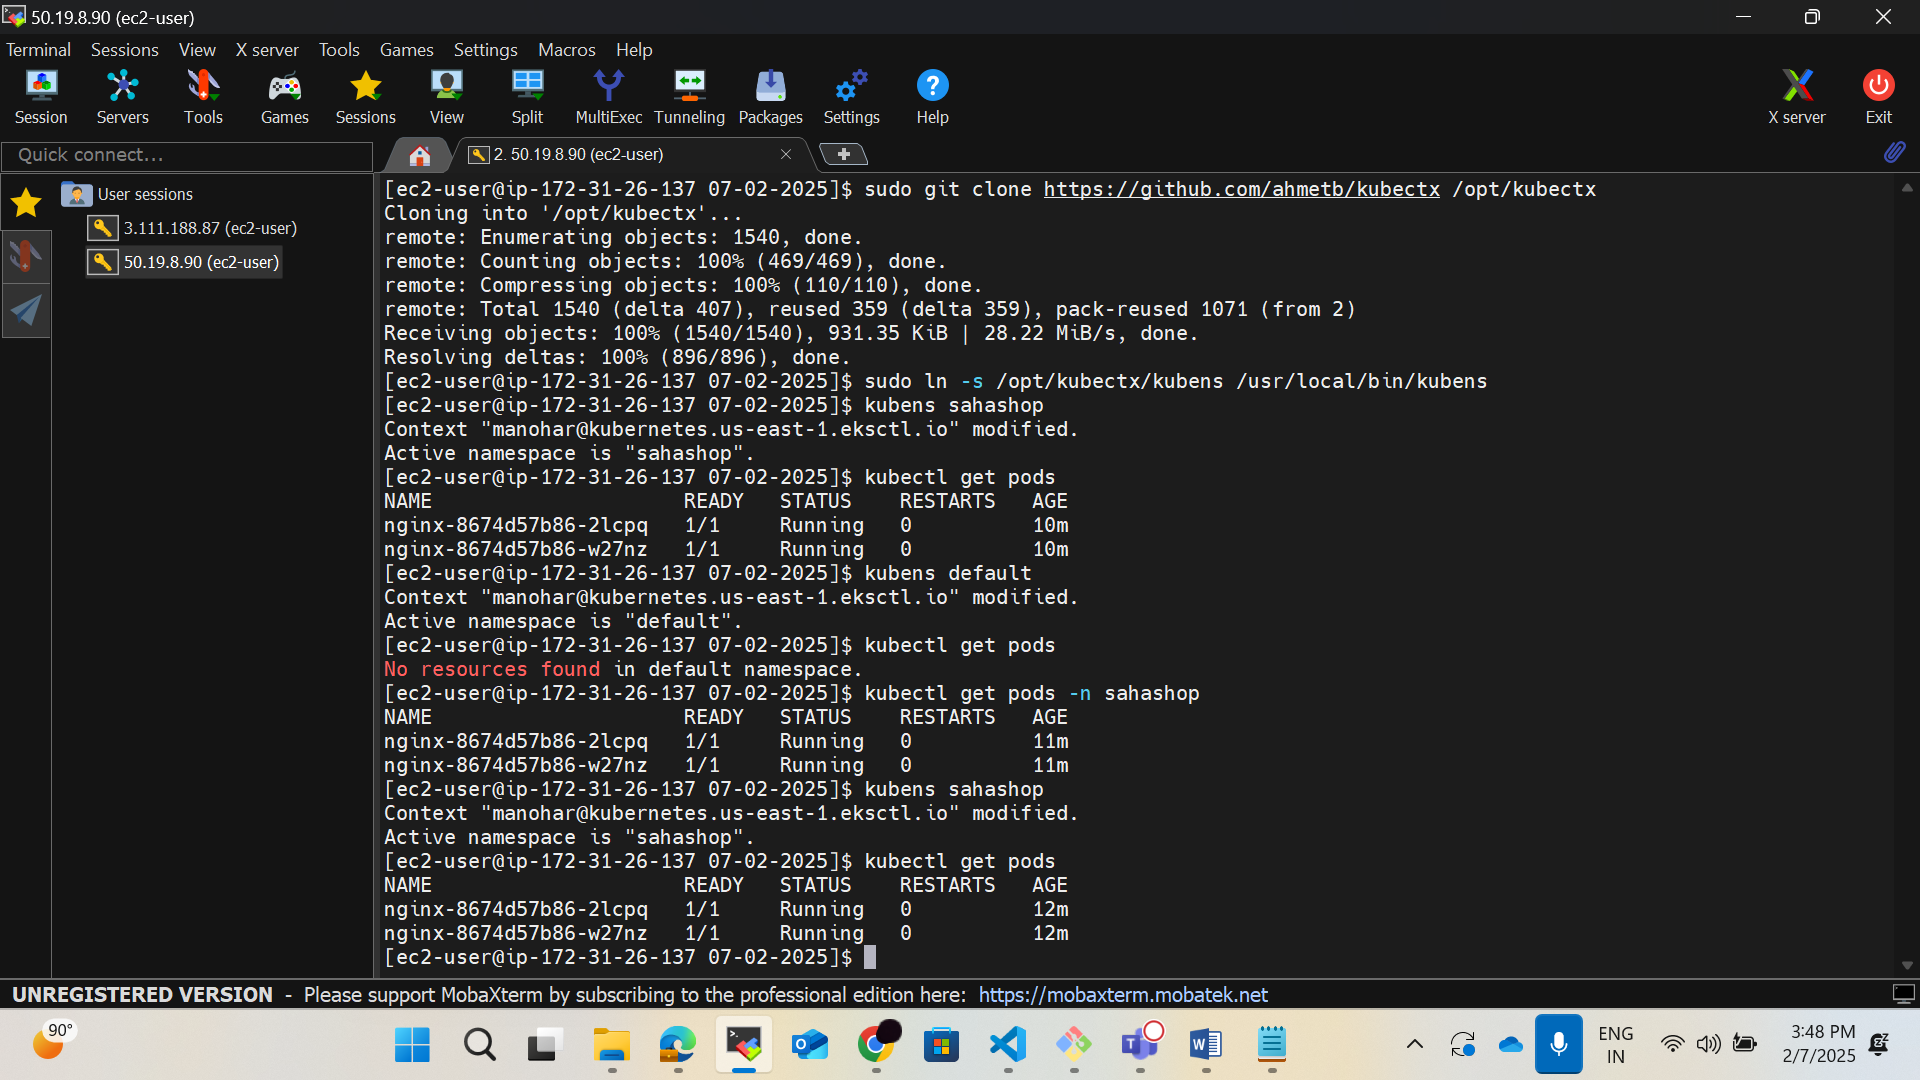 50.19.8.90 (ec2-user)
Terminal Sessions View X server Tools Games Settings Macros Help
Session Servers Tools Games Sessions View Split MultiExec Tunneling Packages Settings Help X server Exit
Quick connect...
2. 50.19.8.90 (ec2-user)
User sessions
3.111.188.87 (ec2-user)
50.19.8.90 (ec2-user)
[ec2-user@ip-172-31-26-137 07-02-2025]$ sudo git clone https://github.com/ahmetb/kubectx /opt/kubectx
Cloning into '/opt/kubectx'...
remote: Enumerating objects: 1540, done.
remote: Counting objects: 100% (469/469), done.
remote: Compressing objects: 100% (110/110), done.
remote: Total 1540 (delta 407), reused 359 (delta 359), pack-reused 1071 (from 2)
Receiving objects: 100% (1540/1540), 931.35 KiB | 28.22 MiB/s, done.
Resolving deltas: 100% (896/896), done.
[ec2-user@ip-172-31-26-137 07-02-2025]$ sudo ln -s /opt/kubectx/kubens /usr/local/bin/kubens
[ec2-user@ip-172-31-26-137 07-02-2025]$ kubens sahashop
Context "manohar@kubernetes.us-east-1.eksctl.io" modified.
Active namespace is "sahashop".
[ec2-user@ip-172-31-26-137 07-02-2025]$ kubectl get pods
NAME READY STATUS RESTARTS AGE
nginx-8674d57b86-2lcpq 1/1 Running 0 10m
nginx-8674d57b86-w27nz 1/1 Running 0 10m
[ec2-user@ip-172-31-26-137 07-02-2025]$ kubens default
Context "manohar@kubernetes.us-east-1.eksctl.io" modified.
Active namespace is "default".
[ec2-user@ip-172-31-26-137 07-02-2025]$ kubectl get pods
No resources found in default namespace.
[ec2-user@ip-172-31-26-137 07-02-2025]$ kubectl get pods -n sahashop
NAME READY STATUS RESTARTS AGE
nginx-8674d57b86-2lcpq 1/1 Running 0 11m
nginx-8674d57b86-w27nz 1/1 Running 0 11m
[ec2-user@ip-172-31-26-137 07-02-2025]$ kubens sahashop
Context "manohar@kubernetes.us-east-1.eksctl.io" modified.
Active namespace is "sahashop".
[ec2-user@ip-172-31-26-137 07-02-2025]$ kubectl get pods
NAME READY STATUS RESTARTS AGE
nginx-8674d57b86-2lcpq 1/1 Running 0 12m
nginx-8674d57b86-w27nz 1/1 Running 0 12m
[ec2-user@ip-172-31-26-137 07-02-2025]$
UNREGISTERED VERSION - Please support MobaXterm by subscribing to the professional edition here: https://mobaxterm.mobatek.net
90°
ENG
IN
3:48 PM
2/7/2025